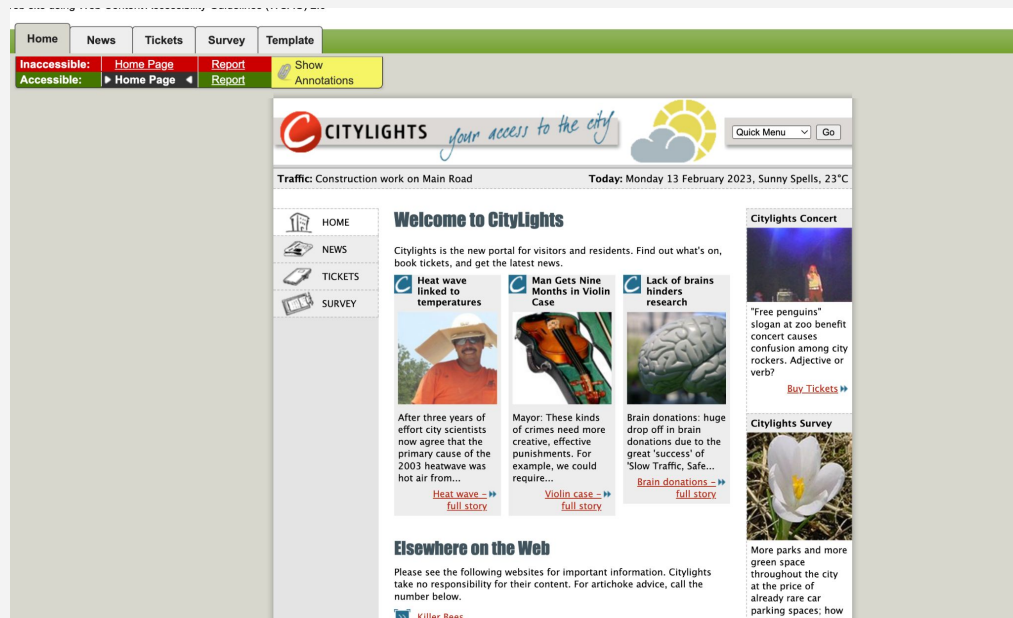 Home News Tickets Survey Template
Inaccessible: Home Page Report
Accessible: Home Page Report
Show
Annotations
CITYLIGHTS your access to the city
Quick Menu Go
Traffic: Construction work on Main Road
Today: Monday 13 February 2023, Sunny Spells, 23°C
HOME
NEWS
TICKETS
SURVEY
Welcome to CityLights
Citylights is the new portal for visitors and residents. Find out what's on,
book tickets, and get the latest news.
Heat wave
linked to
temperatures
After three years of
effort city scientists
now agree that the
primary cause of the
2003 heatwave was
hot air from...
Heat wave –
full story
Man Gets Nine
Months in Violin
Case
Mayor: These kinds
of crimes need more
creative, effective
punishments. For
example, we could
require...
Violin case –
full story
Lack of brains
hinders
research
Brain donations: huge
drop off in brain
donations due to the
great 'success' of
'Slow Traffic, Safe...
Brain donations –
full story
Elsewhere on the Web
Please see the following websites for important information. Citylights
take no responsibility for their content. For artichoke advice, call the
number below.
Killer Bees
Citylights Concert
"Free penguins"
slogan at zoo benefit
concert causes
confusion among city
rockers. Adjective or
verb?
Buy Tickets
Citylights Survey
More parks and more
green space
throughout the city
at the price of
already rare car
parking spaces; how